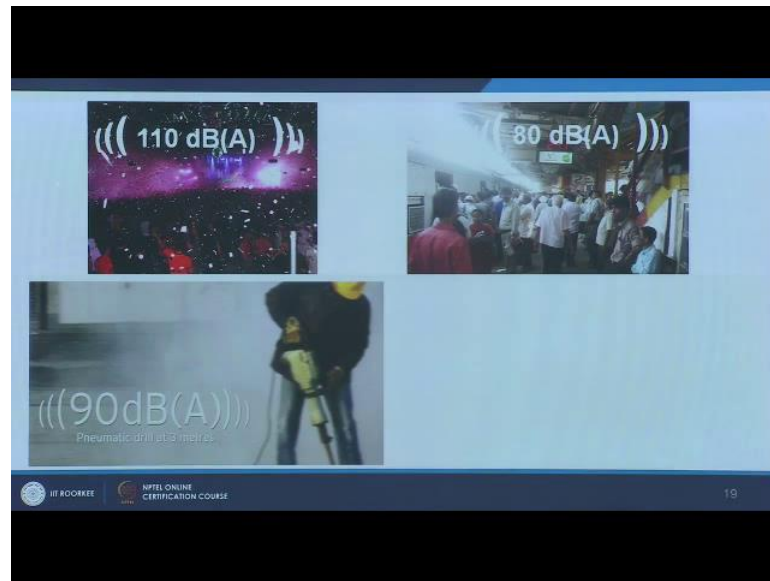 ((( 110 dB(A) )))
(( 80 dB(A) )))
(((90dB(A))))
Pneumatic drill at 3 metres
IIT ROORKEE
NPTEL ONLINE
CERTIFICATION COURSE
19